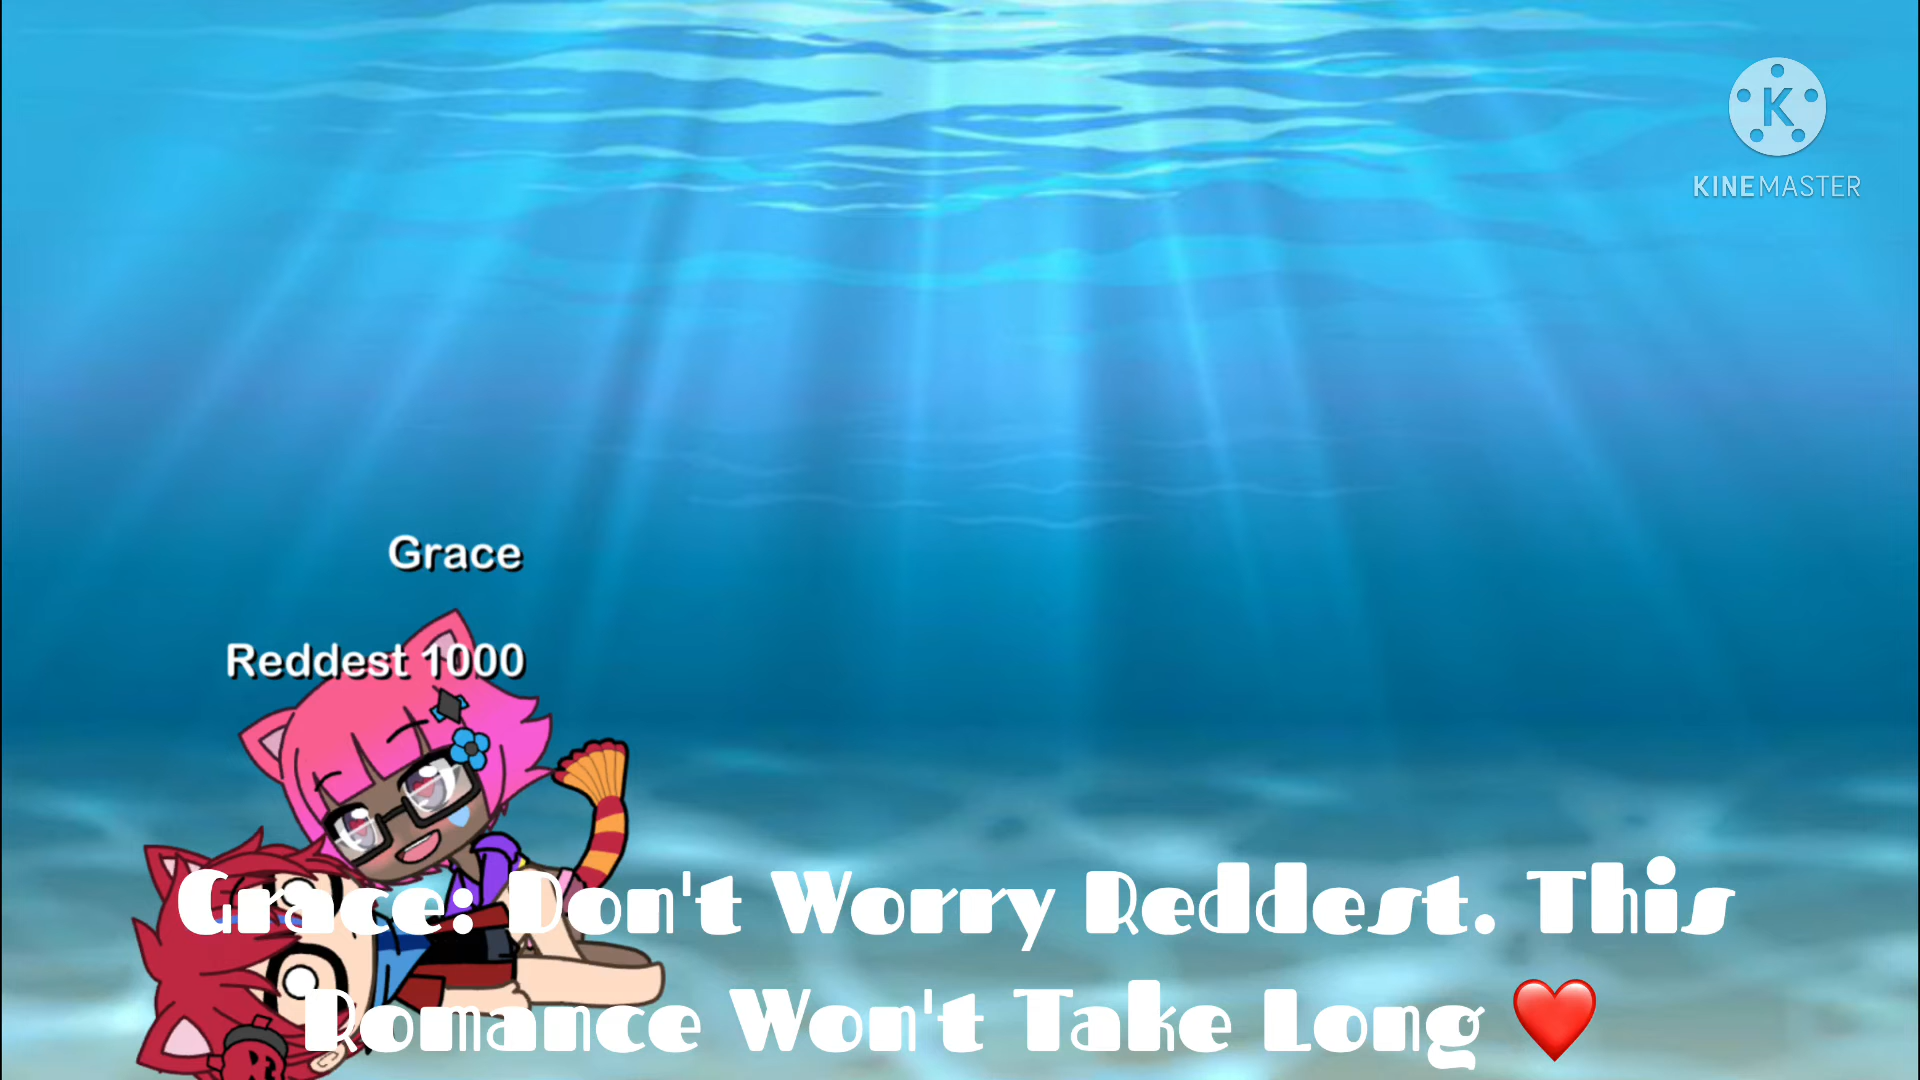 KINEMASTER
Grace
Reddest 1000
Grace: Don't Worry Reddest. This
Romance Won't Take Long ❤️